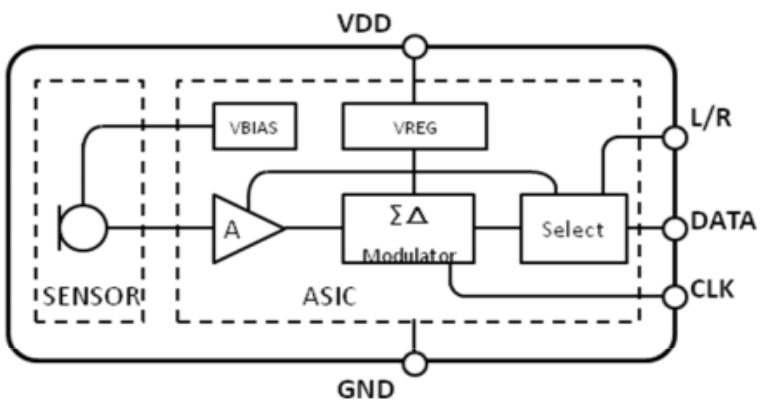 VDD
L/R
VBIAS
VREG
A
ΣΔ
Modulator
Select
DATA
SENSOR
ASIC
CLK
GND